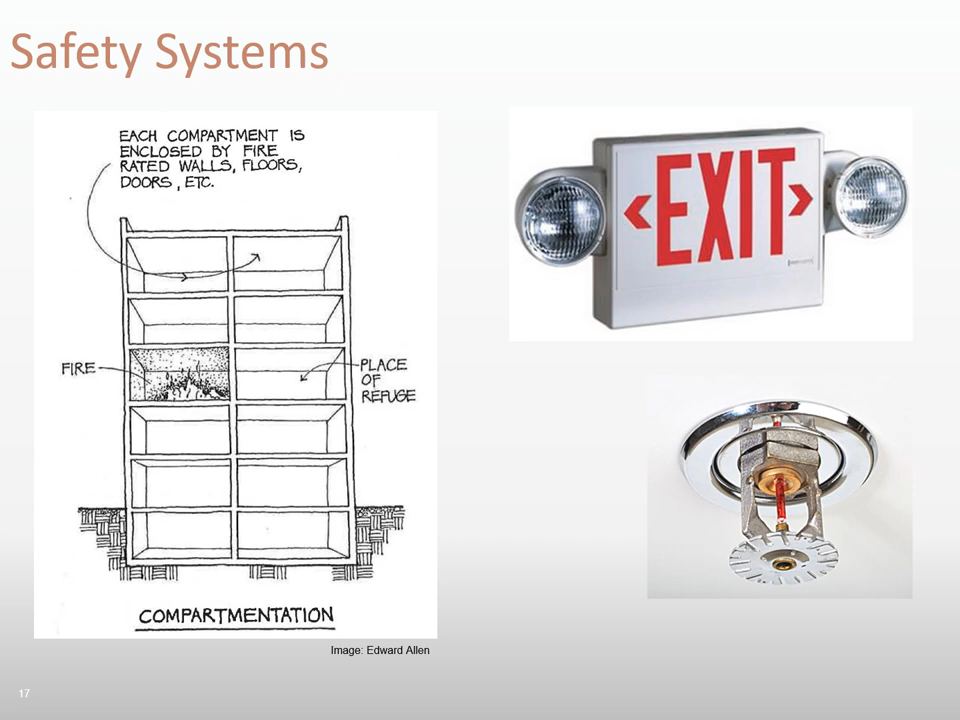 Safety Systems
EACH COMPARTMENT IS
ENCLOSED BY FIRE
RATED WALLS, FLOORS,
DOORS, ETC.
FIRE
PLACE
OF
REFUGE
COMPARTMENTATION
Image: Edward Allen
EXIT
17